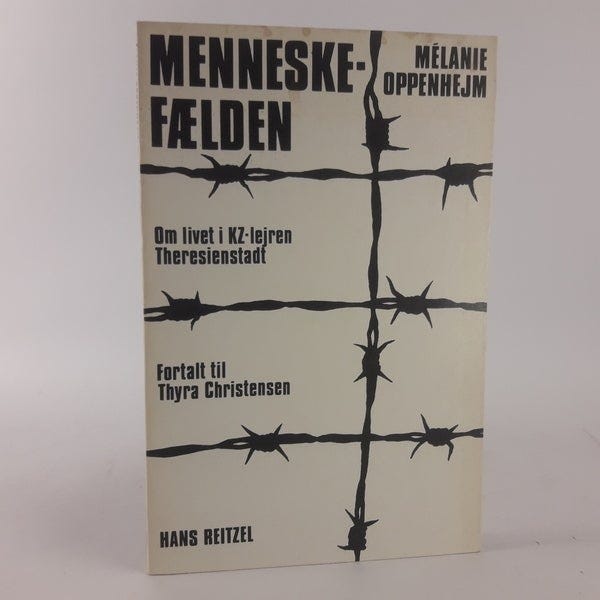 MENNESKE-
FÆLDEN
MÉLANIE
OPPENHEJM
Om livet i KZ-lejren
Theresienstadt
Fortalt til
Thyra Christensen
HANS REITZEL